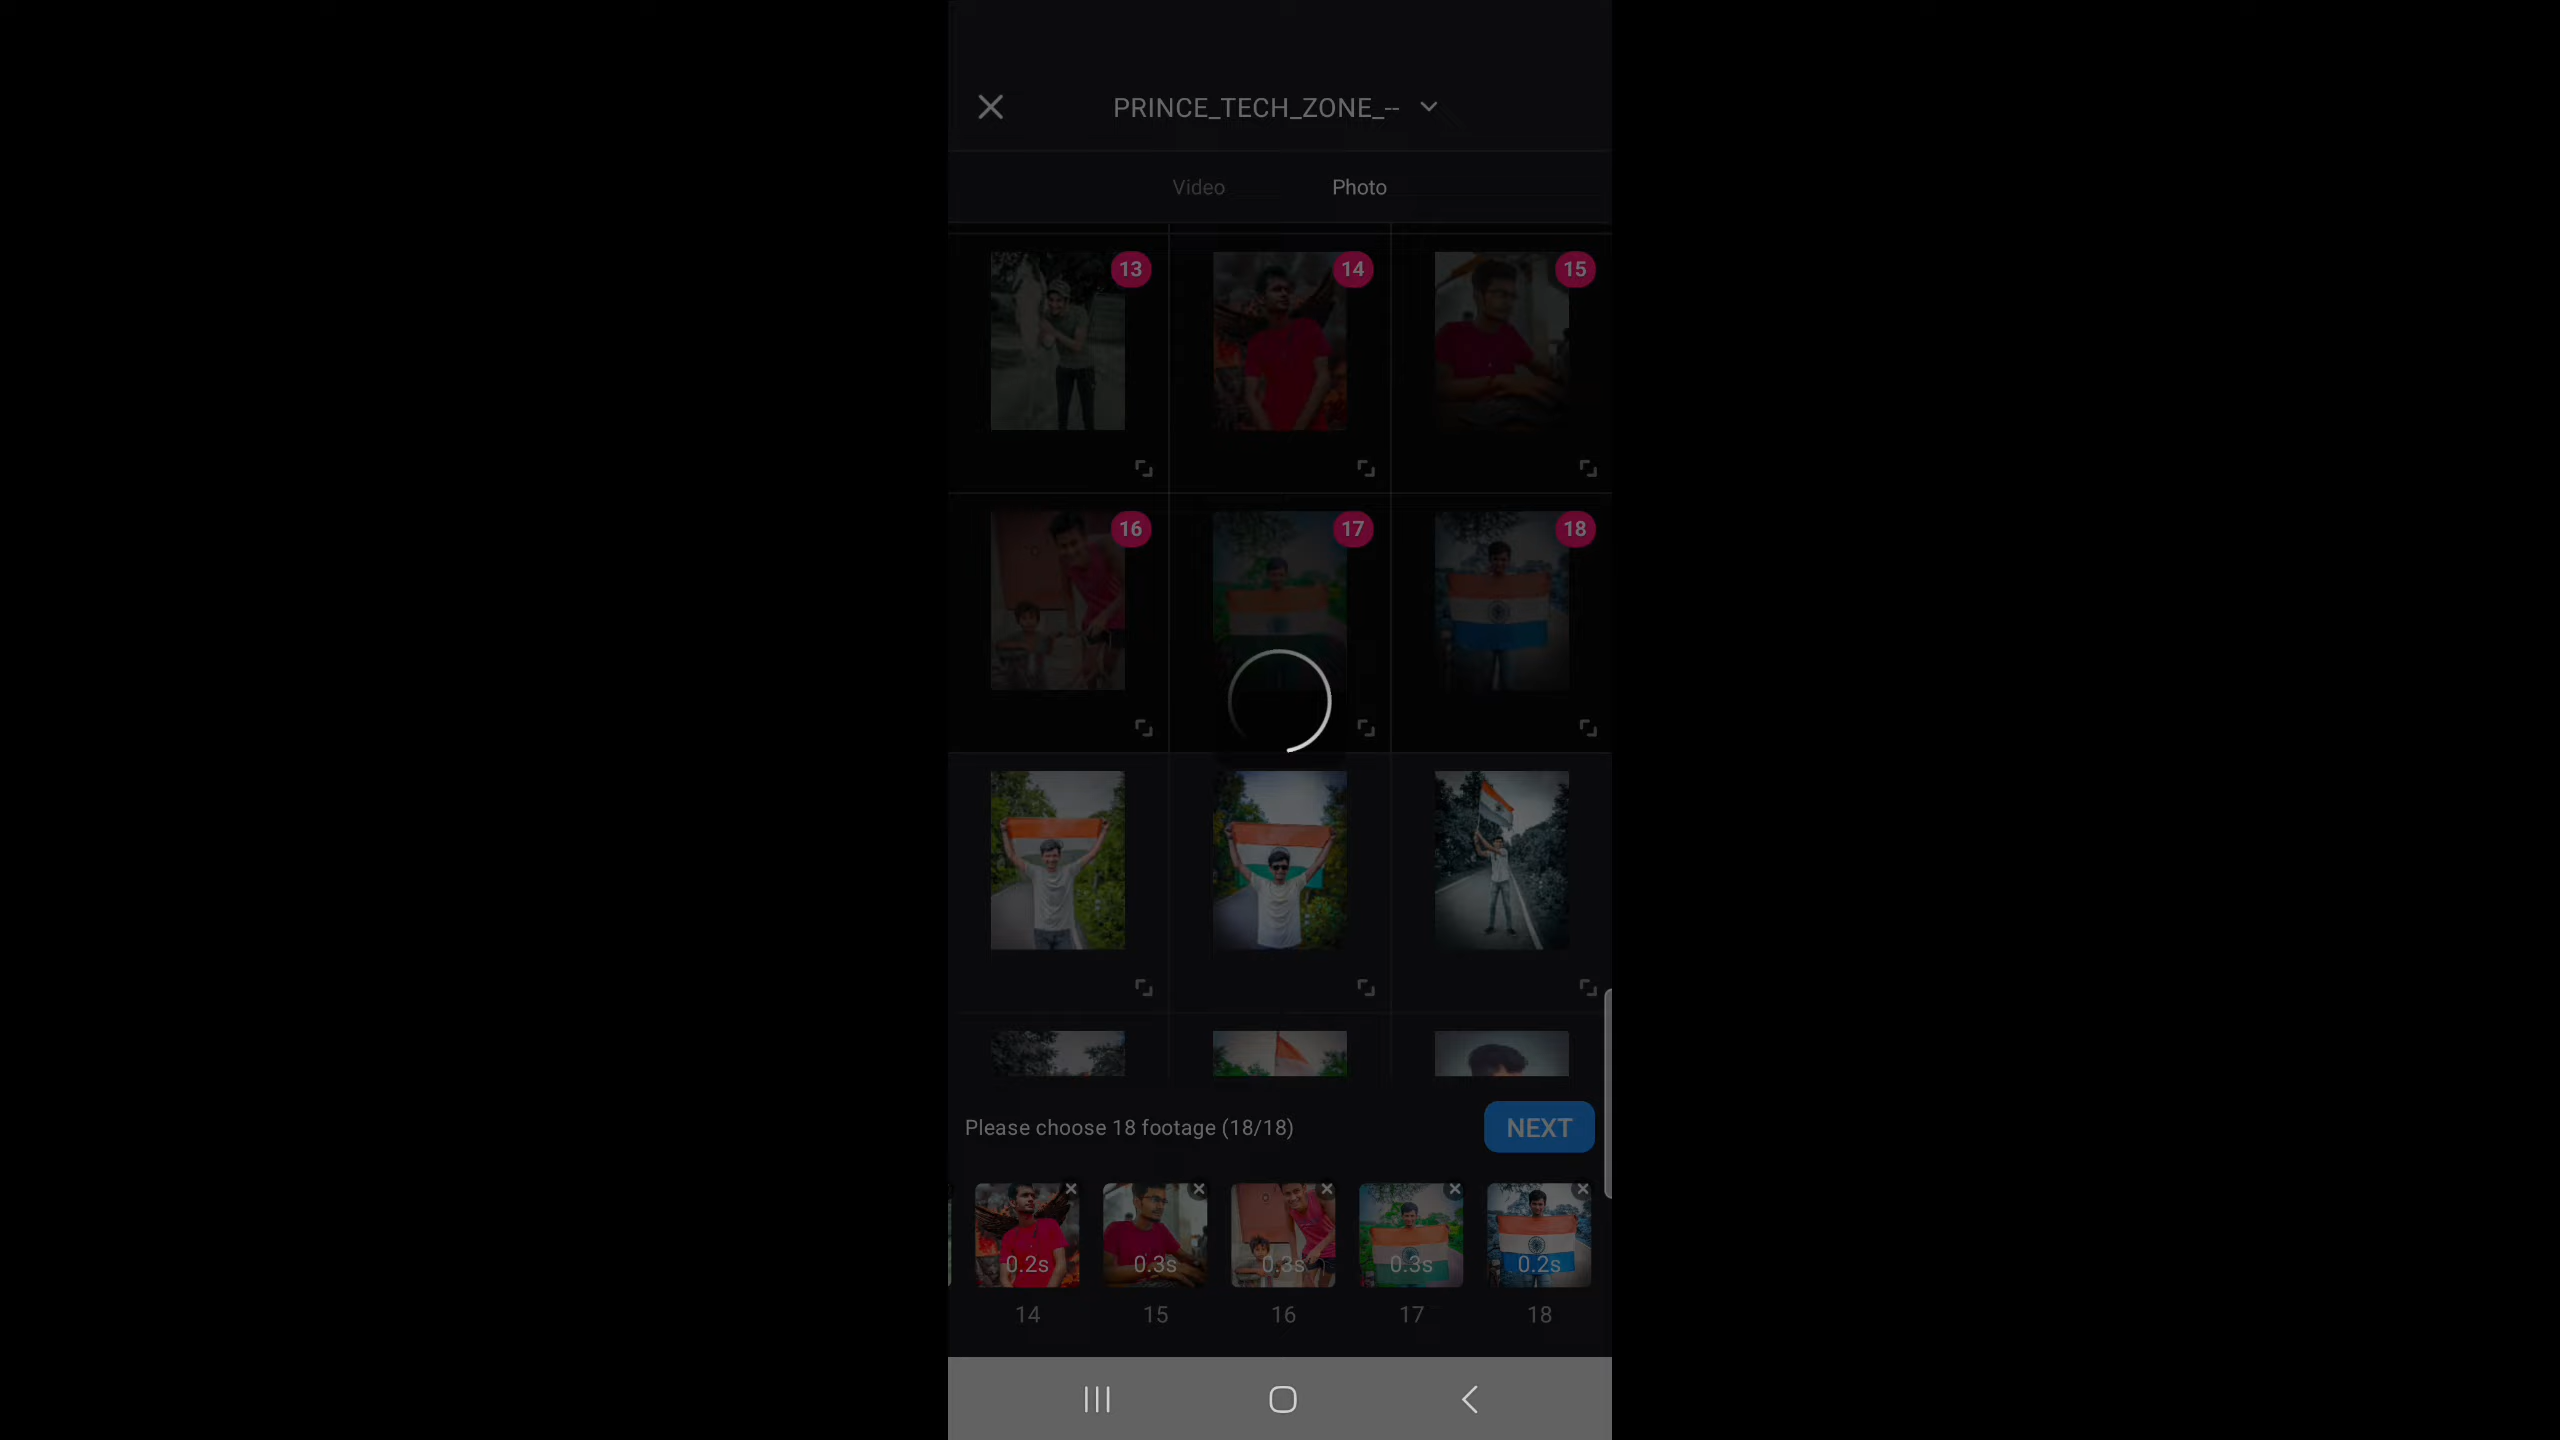 PRINCE_TECH_ZONE_--
Video Photo
13 14 15
16 17 18
Please choose 18 footage (18/18)
NEXT
0.2s 0.3s 0.3s 0.3s 0.2s
14 15 16 17 18